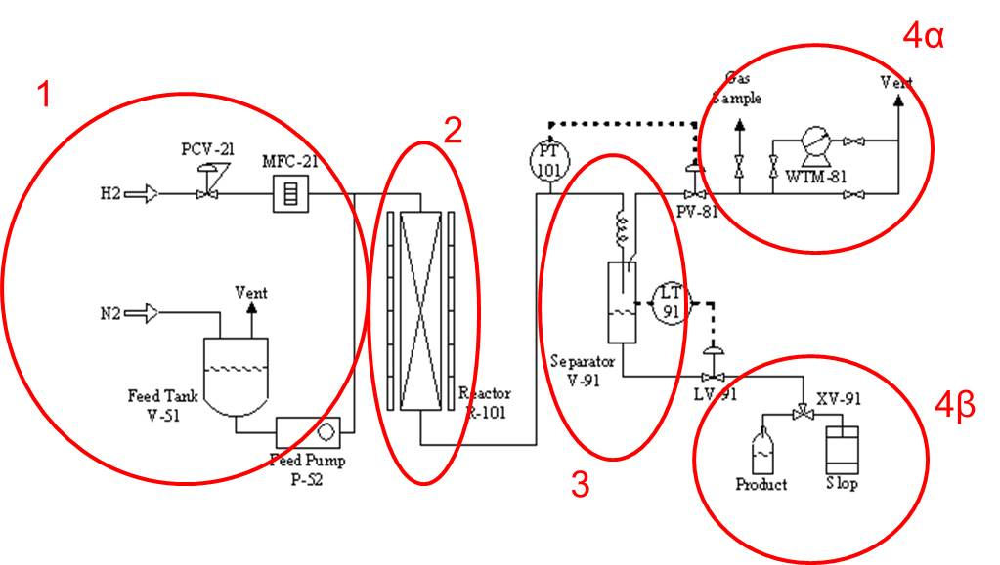 4α
1
2
Gas
Sample
Vent
PCV-21
MFC-21
PT
101
WTM-81
H2
PV-81
N2
Vent
LT
91
Separator
V-91
Feed Tank
V-51
Reactor
R-101
LV-91
XV-91
4β
Feed Pump
P-52
3
Product
Slop